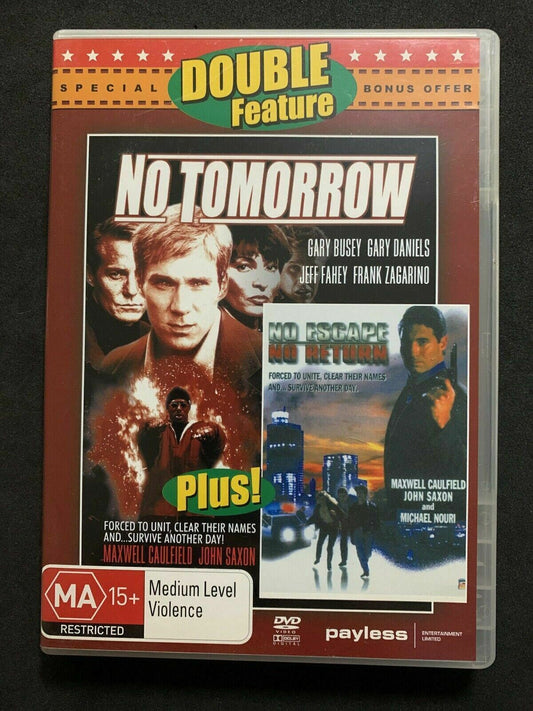 DOUBLE
Feature
SPECIAL
BONUS OFFER
NO TOMORROW
GARY BUSEY GARY DANIELS
JEFF FAHEY FRANK ZAGARINO
NO ESCAPE
NO RETURN
FORCED TO UNITE, CLEAR THEIR NAMES
AND... SURVIVE ANOTHER DAY.
MAXWELL CAULFIELD
JOHN SAXON
and
MICHAEL NOURI
Plus!
FORCED TO UNIT, CLEAR THEIR NAMES
AND...SURVIVE ANOTHER DAY!
MAXWELL CAULFIELD JOHN SAXON
MA 15+
RESTRICTED
Medium Level
Violence
DVD
VIDEO
DOLBY
DIGITAL
payless
ENTERTAINMENT
LIMITED